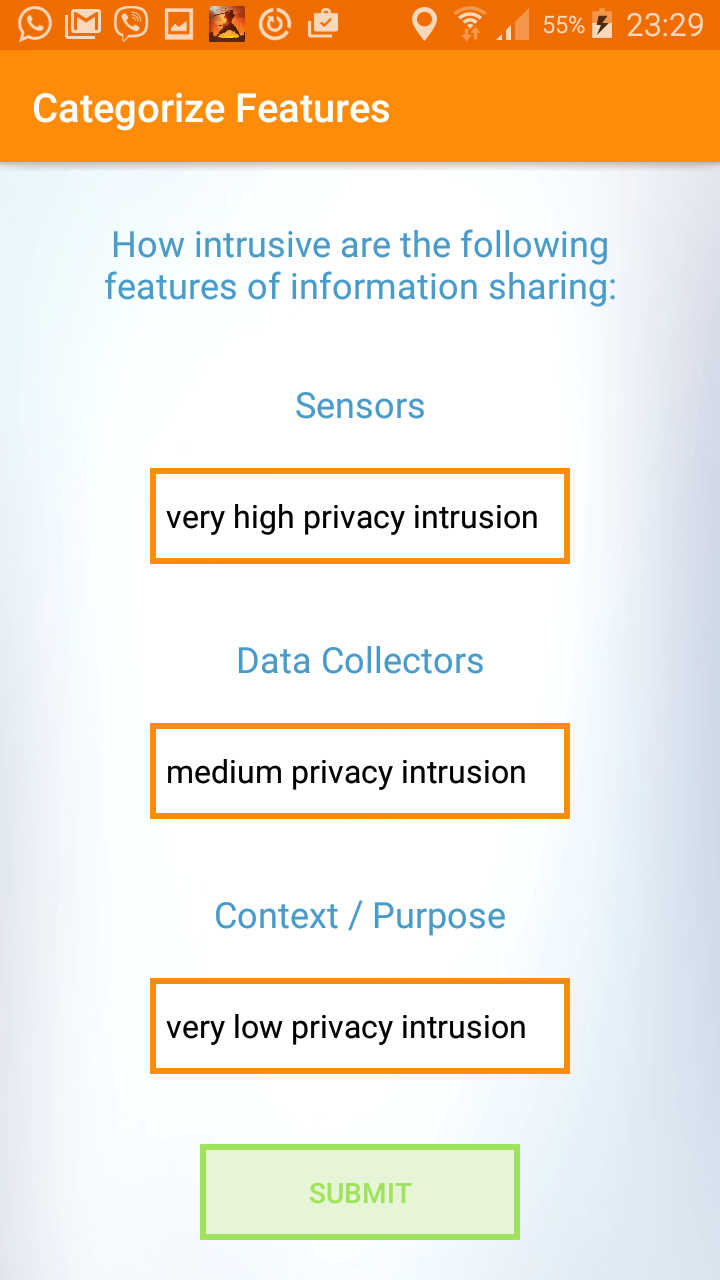 55% 23:29
Categorize Features
How intrusive are the following
features of information sharing:
Sensors
very high privacy intrusion
Data Collectors
medium privacy intrusion
Context / Purpose
very low privacy intrusion
SUBMIT